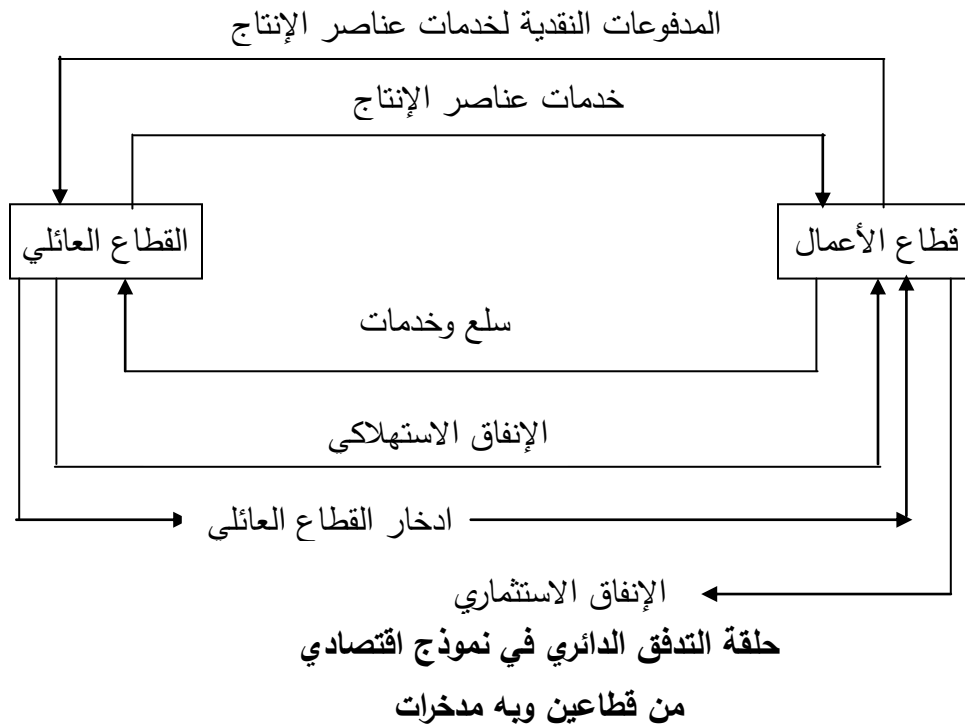 المدفوعات النقدية لخدمات عناصر الإنتاج
خدمات عناصر الإنتاج
قطاع الأعمال
القطاع العائلي
سلع وخدمات
الإنفاق الاستهلاكي
ادخار القطاع العائلي
الإنفاق الاستثماري
حلقة التدفق الدائري في نموذج اقتصادي
من قطاعين وبه مدخرات